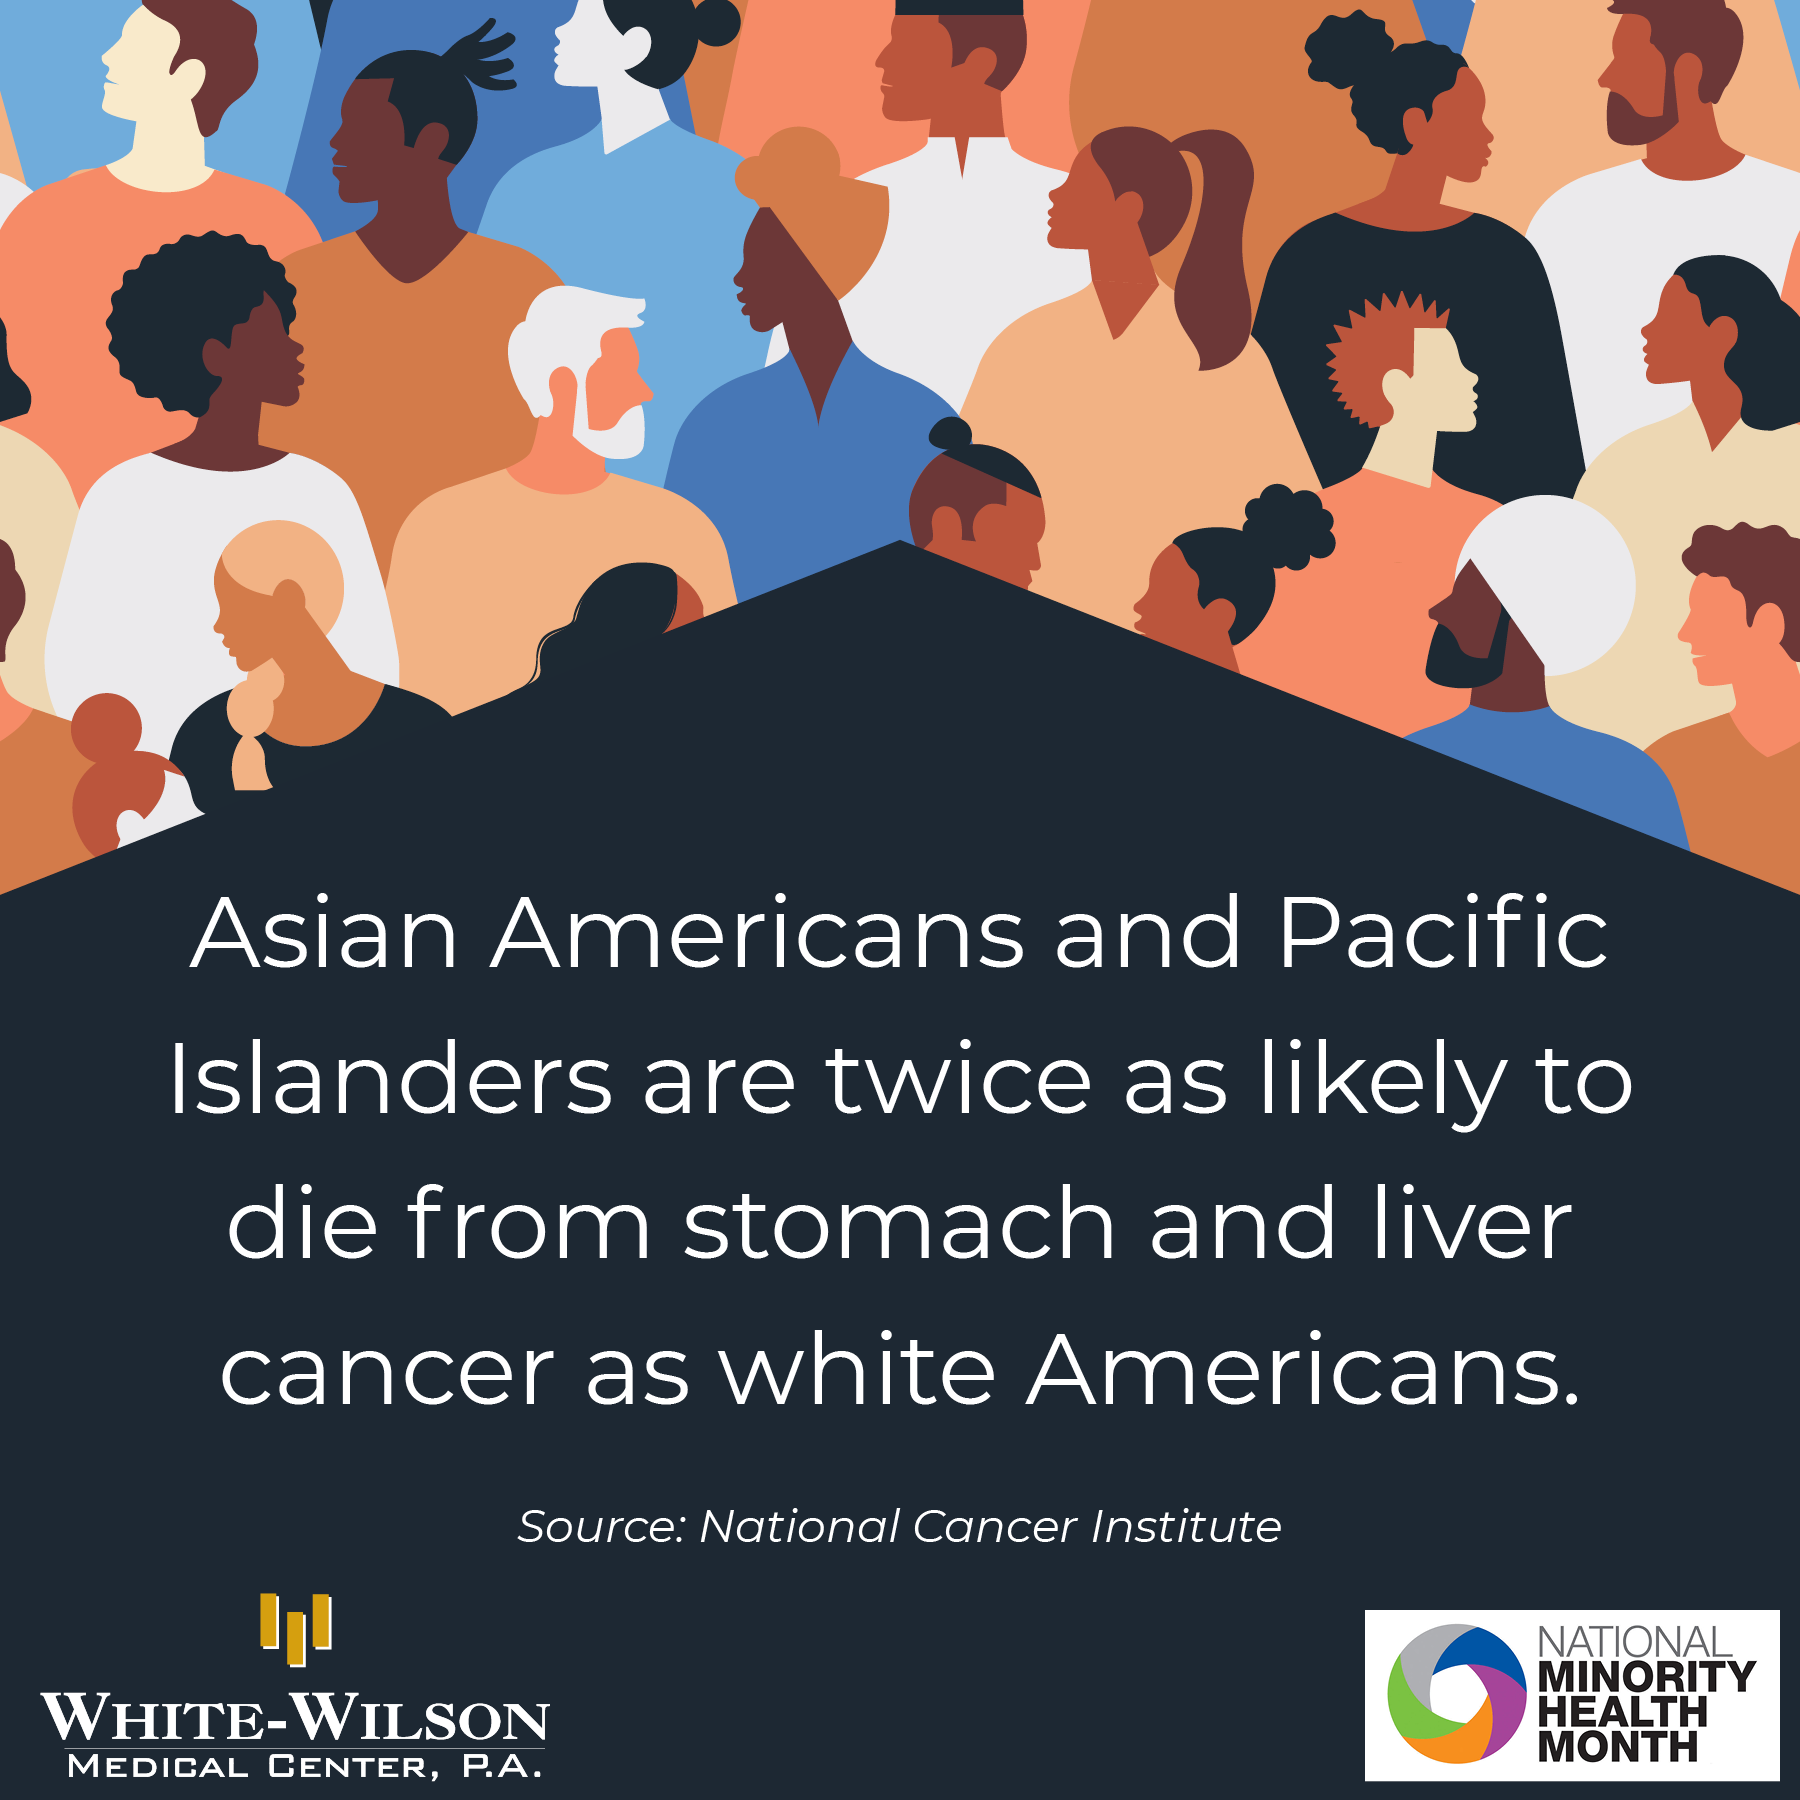 Asian Americans and Pacific
Islanders are twice as likely to
die from stomach and liver
cancer as white Americans.
Source: National Cancer Institute
WHITE-WILSON
MEDICAL CENTER, P.A.
NATIONAL
MINORITY
HEALTH
MONTH